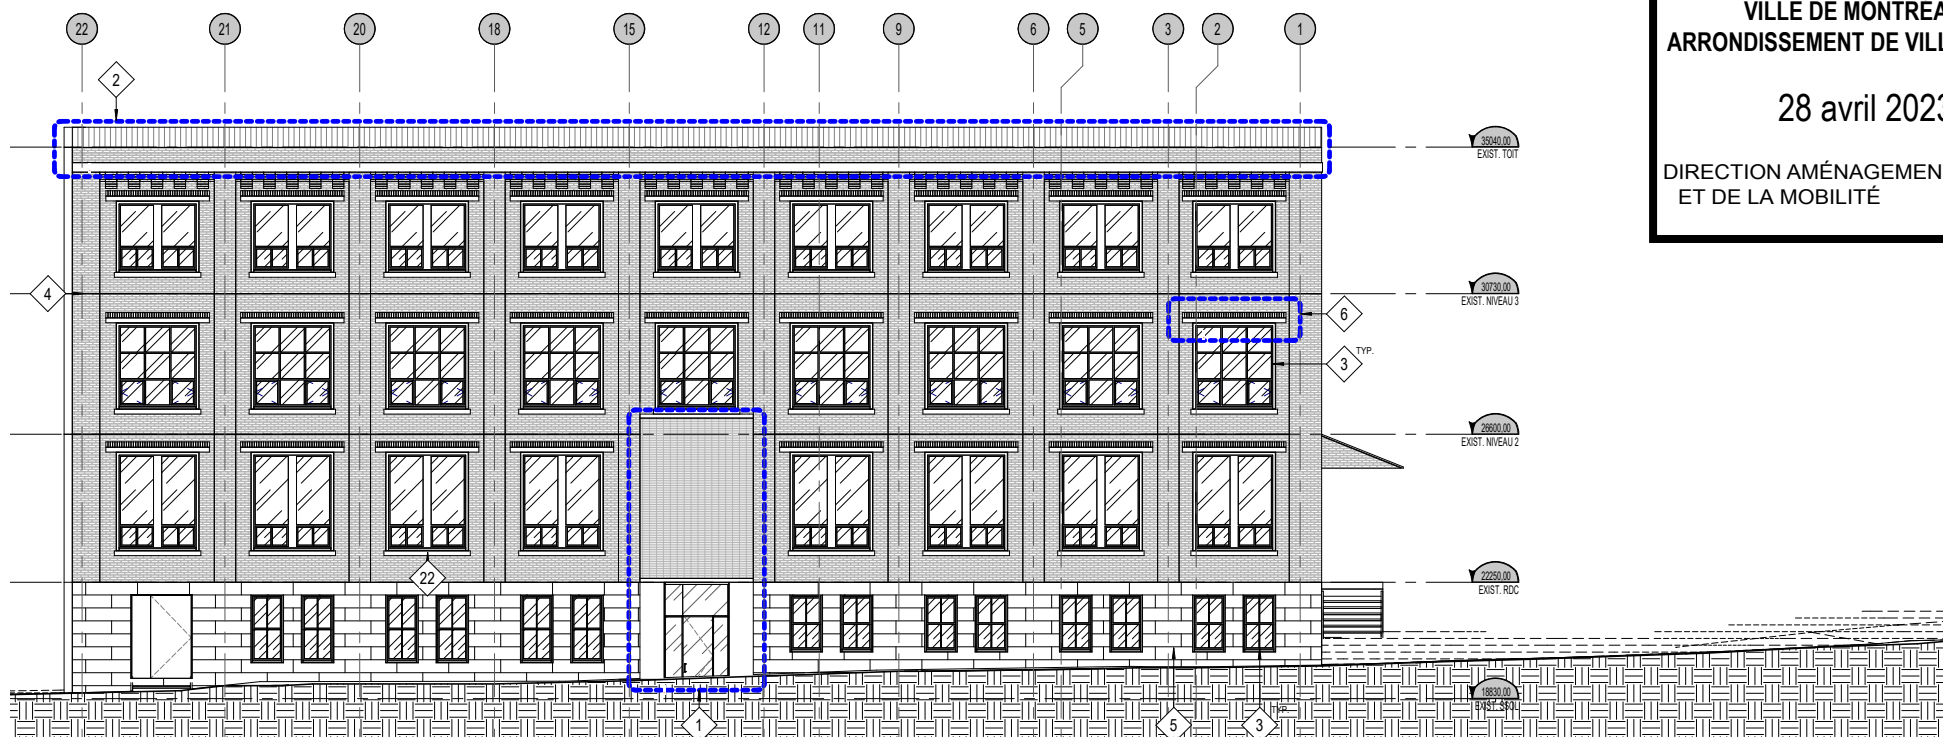 VILLE DE MONTRÉA
ARRONDISSEMENT DE VILL
28 avril 2023
DIRECTION AMÉNAGEMEN
ET DE LA MOBILITÉ
22 21 20 18 15 12 11 9 6 5 3 2 1
2
35040,00
EXIST. TOIT
4
30730,00
EXIST. NIVEAU 3
6
TYP.
3
26600,00
EXIST. NIVEAU 2
22
22250,00
EXIST. RDC
18830,00
EXIST. SSOL
TYP.
1
5
3